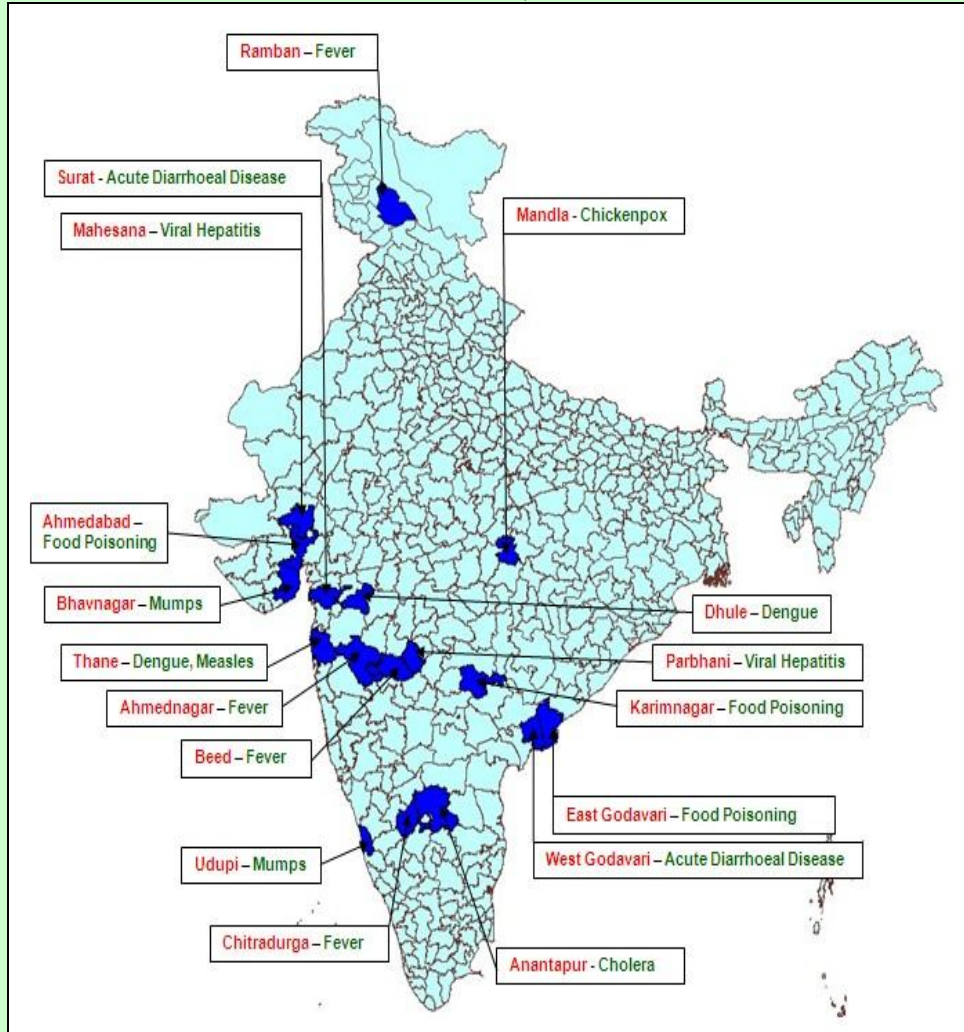 Ramban – Fever
Surat - Acute Diarrhoeal Disease
Mandla - Chickenpox
Mahesana – Viral Hepatitis
Ahmedabad –
Food Poisoning
Bhavnagar – Mumps
Dhule – Dengue
Thane – Dengue, Measles
Parbhani – Viral Hepatitis
Ahmednagar – Fever
Karimnagar – Food Poisoning
Beed – Fever
East Godavari – Food Poisoning
Udupi – Mumps
West Godavari – Acute Diarrhoeal Disease
Chitradurga – Fever
Anantapur - Cholera